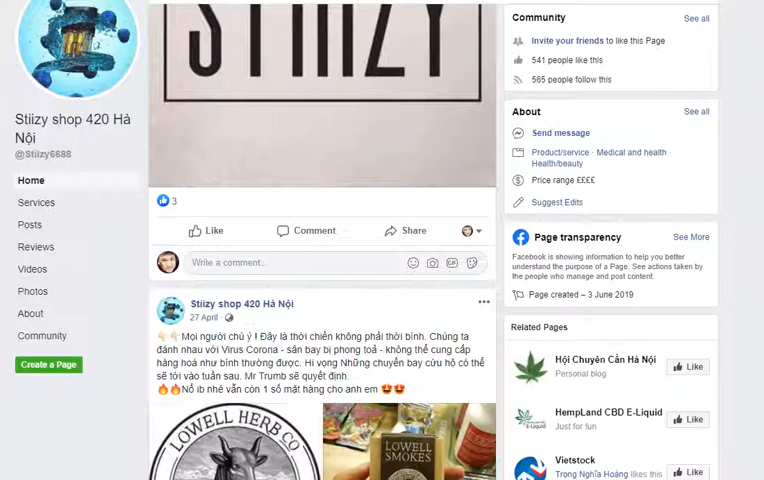 STIIIZY
Stiizy shop 420 Hà
Nội
@Stiizy6688
Home
Services
Posts
Reviews
Videos
Photos
About
Community
Create a Page
3
Like
Comment
Share
Write a comment...
GIF
Stiizy shop 420 Hà Nội
27 April ·
Mọi người chú ý ! Đây là thời chiến không phải thời bình. Chúng ta
đánh nhau với Virus Corona - sân bay bị phong toả - không thể cung cấp
hàng hoá như bình thường được. Hi vọng Những chuyến bay cứu hộ có thể
sẽ tới vào tuần sau. Mr Trumb sẽ quyết định.
Nổ ib nhé vẫn còn 1 số mặt hàng cho anh em
LOWELL HERB CO
LOWELL
SMOKES
Community
See all
Invite your friends to like this Page
541 people like this
565 people follow this
About
See all
Send message
Product/service · Medical and health ·
Health/beauty
Price range ££££
Suggest Edits
Page transparency
See More
Facebook is showing information to help you better
understand the purpose of a Page. See actions taken by
the people who manage and post content.
Page created – 3 June 2019
Related Pages
Hội Chuyên Cần Hà Nội
Personal blog
Like
HempLand CBD E-Liquid
Just for fun
Like
Vietstock
Trọng Nghĩa Hoàng likes this
Like